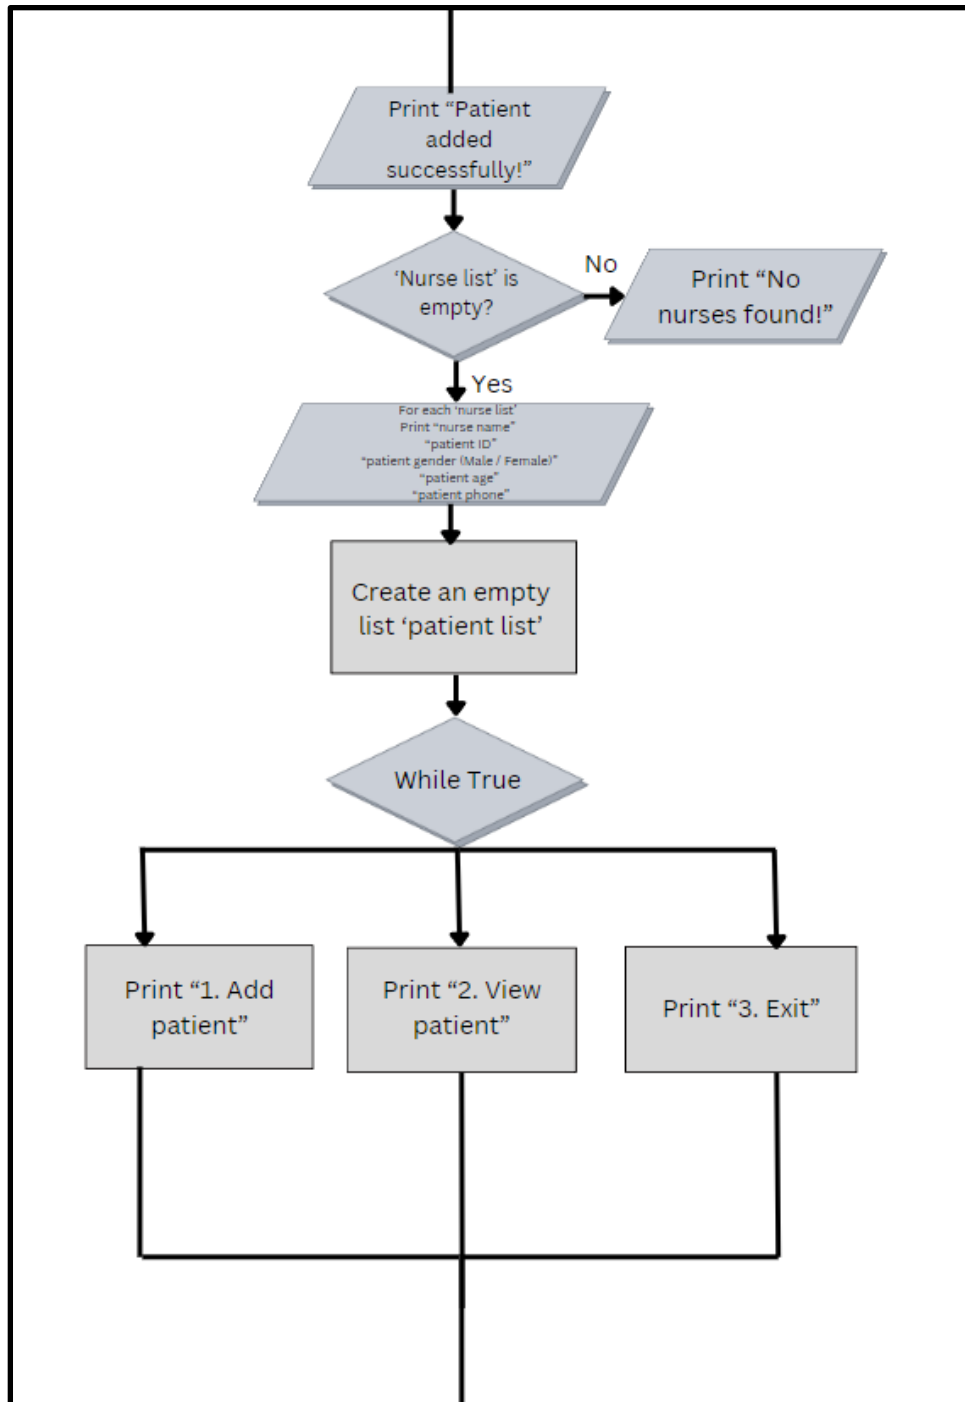 Print “Patient
added
successfully!”
‘Nurse list’ is
empty?
No
Print “No
nurses found!”
Yes
For each ‘nurse list’
Print “nurse name”
“patient ID”
“patient gender (Male / Female)”
“patient age”
“patient phone”
Create an empty
list ‘patient list’
While True
Print “1. Add
patient”
Print “2. View
patient”
Print “3. Exit”